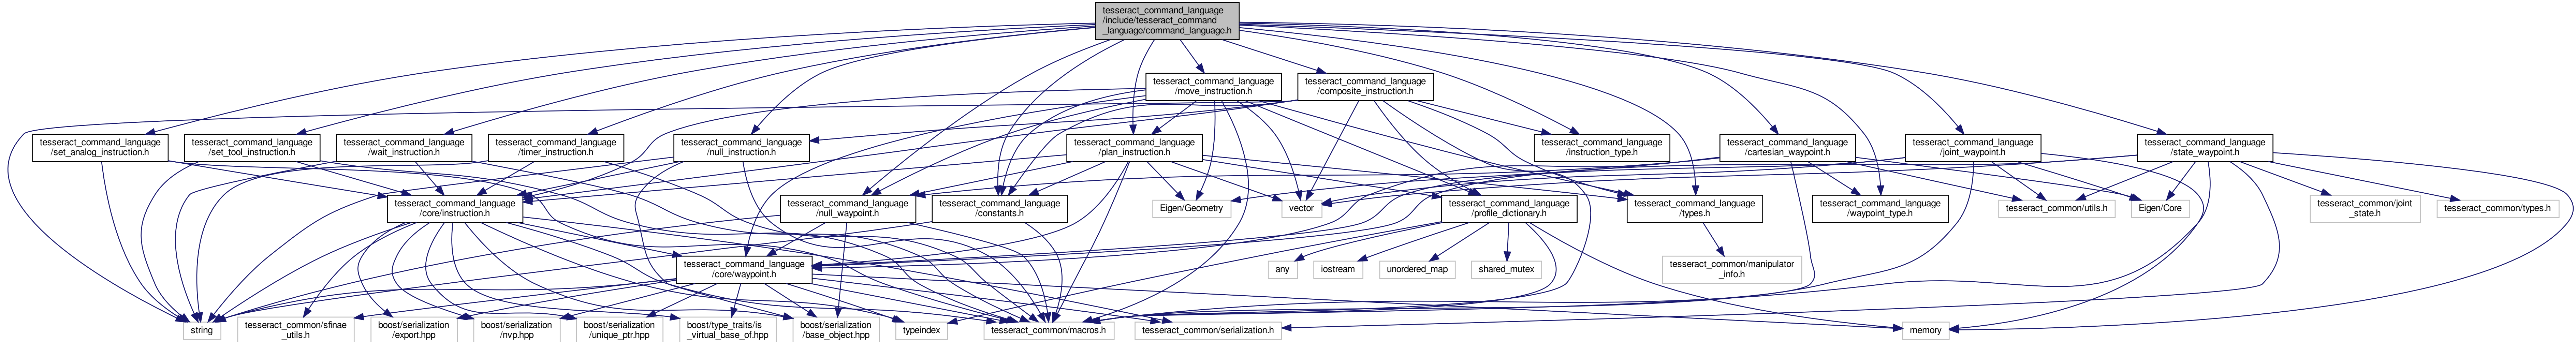 tesseract_command_language
/include/tesseract_command
_language/command_language.h
tesseract_command_language
/move_instruction.h
tesseract_command_language
/composite_instruction.h
tesseract_command_language
/set_analog_instruction.h
tesseract_command_language
/set_tool_instruction.h
tesseract_command_language
/wait_instruction.h
tesseract_command_language
/timer_instruction.h
tesseract_command_language
/null_instruction.h
tesseract_command_language
/plan_instruction.h
tesseract_command_language
/instruction_type.h
tesseract_command_language
/cartesian_waypoint.h
tesseract_command_language
/joint_waypoint.h
tesseract_command_language
/state_waypoint.h
tesseract_command_language
/core/instruction.h
tesseract_command_language
/null_waypoint.h
tesseract_command_language
/constants.h
Eigen/Geometry
vector
tesseract_command_language
/profile_dictionary.h
tesseract_command_language
/types.h
tesseract_command_language
/waypoint_type.h
tesseract_common/utils.h
Eigen/Core
tesseract_common/joint
_state.h
tesseract_common/types.h
tesseract_command_language
/core/waypoint.h
any
iostream
unordered_map
shared_mutex
tesseract_common/manipulator
_info.h
string
tesseract_common/sfinae
_utils.h
boost/serialization
/export.hpp
boost/serialization
/nvp.hpp
boost/serialization
/unique_ptr.hpp
boost/type_traits/is
_virtual_base_of.hpp
boost/serialization
/base_object.hpp
typeindex
tesseract_common/macros.h
tesseract_common/serialization.h
memory